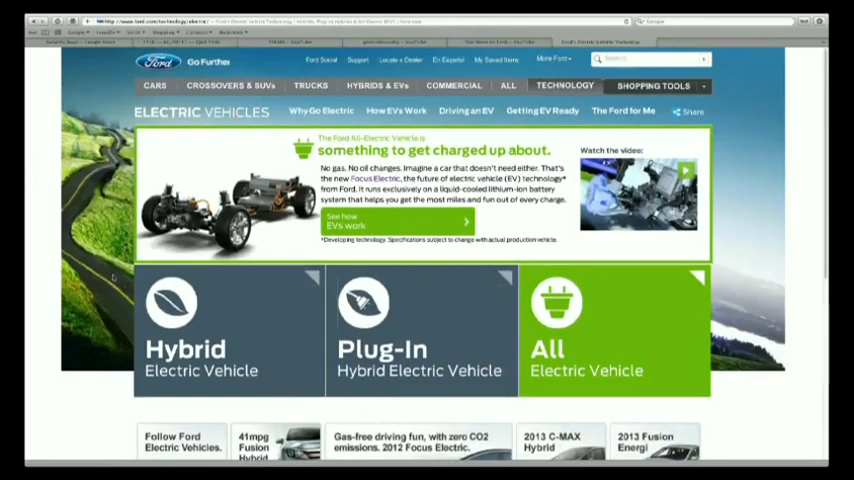 Ford
Go Further
Ford Social
Support
Locate a Dealer
En Español
My Saved Items
More Ford
Search
CARS
CROSSOVERS & SUVs
TRUCKS
HYBRIDS & EVs
COMMERCIAL
ALL
TECHNOLOGY
SHOPPING TOOLS
ELECTRIC VEHICLES
Why Go Electric
How EVs Work
Driving an EV
Getting EV Ready
The Ford for Me
Share
The Ford All-Electric Vehicle is
something to get charged up about.
No gas. No oil changes. Imagine a car that doesn't need either. That's
the new Focus Electric, the future of electric vehicle (EV) technology*
from Ford. It runs exclusively on a liquid-cooled lithium-ion battery
system that helps you get the most miles and fun out of every charge.
See how
EVs work
*Developing technology. Specifications subject to change with actual production vehicle.
Watch the video:
Hybrid
Electric Vehicle
Plug-In
Hybrid Electric Vehicle
All
Electric Vehicle
Follow Ford
Electric Vehicles.
41mpg
Fusion
Hybrid
Gas-free driving fun, with zero CO2
emissions. 2012 Focus Electric.
2013 C-MAX
Hybrid
2013 Fusion
Energi